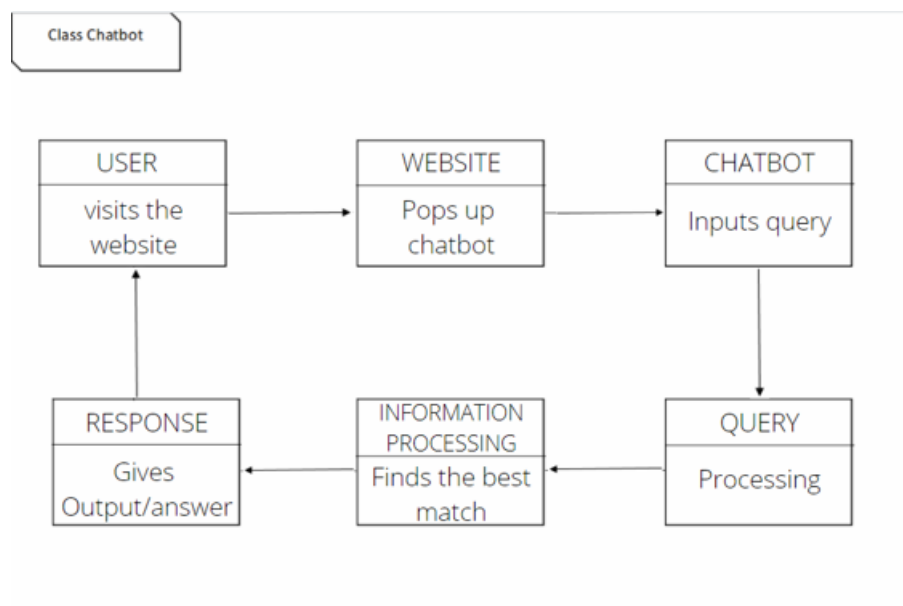 Class Chatbot
USER
visits the
website
WEBSITE
Pops up
chatbot
CHATBOT
Inputs query
RESPONSE
Gives
Output/answer
INFORMATION
PROCESSING
Finds the best
match
QUERY
Processing